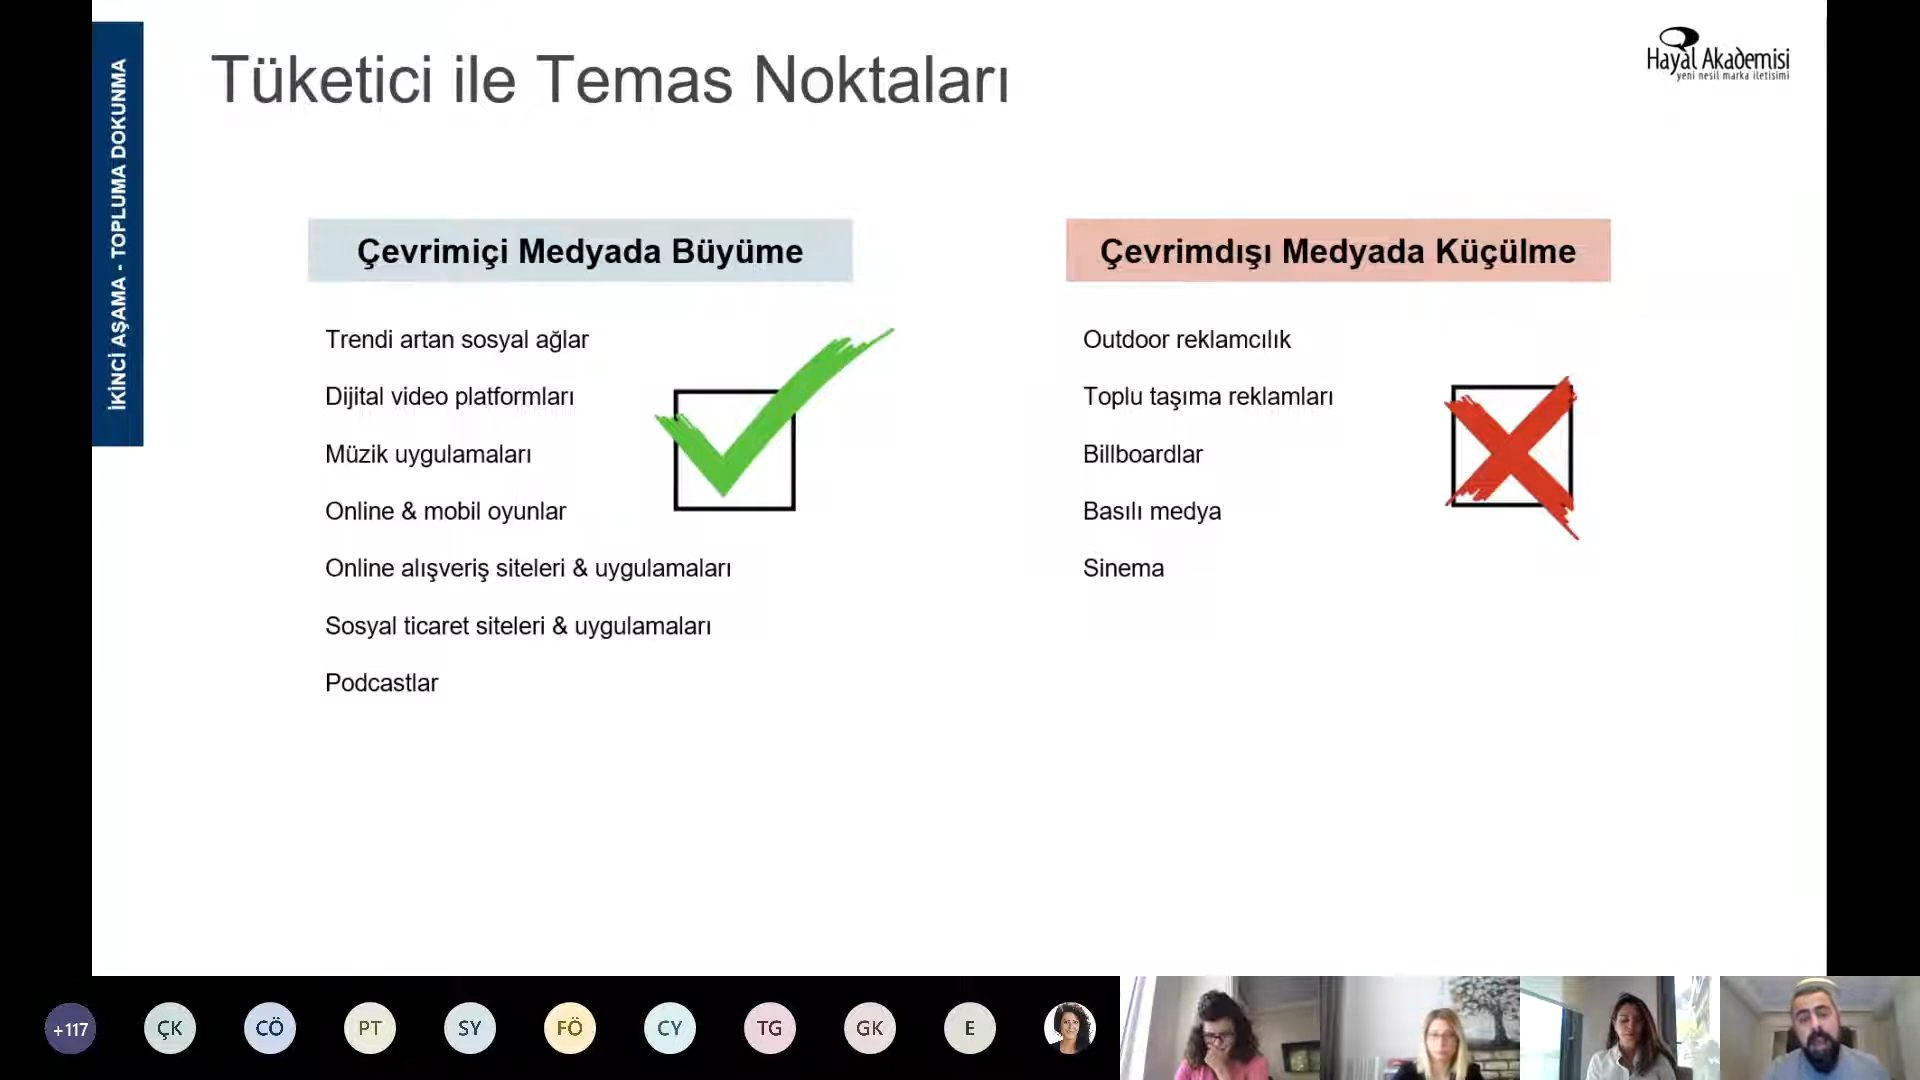 İKİNCİ AŞAMA - TOPLUMA DOKUNMA
Tüketici ile Temas Noktaları
Hayal Akademisi
yeni nesil marka iletisimi
Çevrimiçi Medyada Büyüme
Trendi artan sosyal ağlar
Dijital video platformları
Müzik uygulamaları
Online & mobil oyunlar
Online alışveriş siteleri & uygulamaları
Sosyal ticaret siteleri & uygulamaları
Podcastlar
Çevrimdışı Medyada Küçülme
Outdoor reklamcılık
Toplu taşıma reklamları
Billboardlar
Basılı medya
Sinema
+117
ÇK
CÖ
PT
SY
FÖ
CY
TG
GK
E